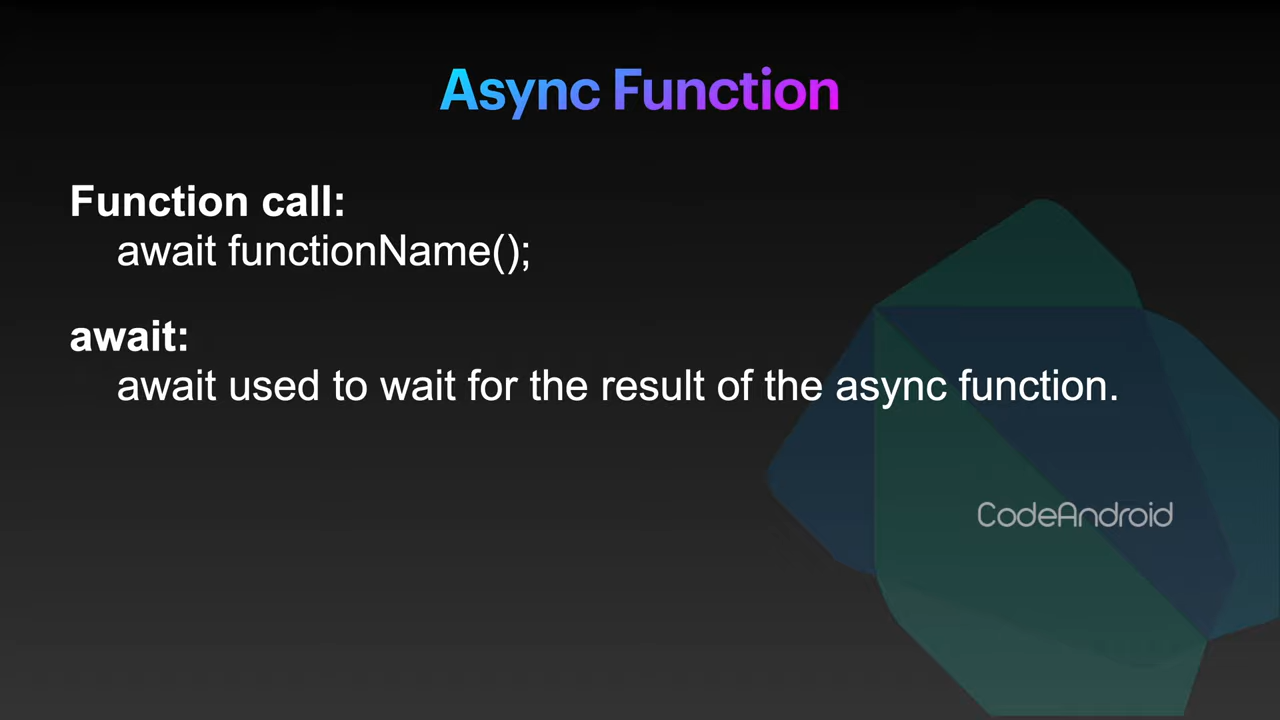 Async Function
Function call:
await functionName();
await:
await used to wait for the result of the async function.
CodeAndroid